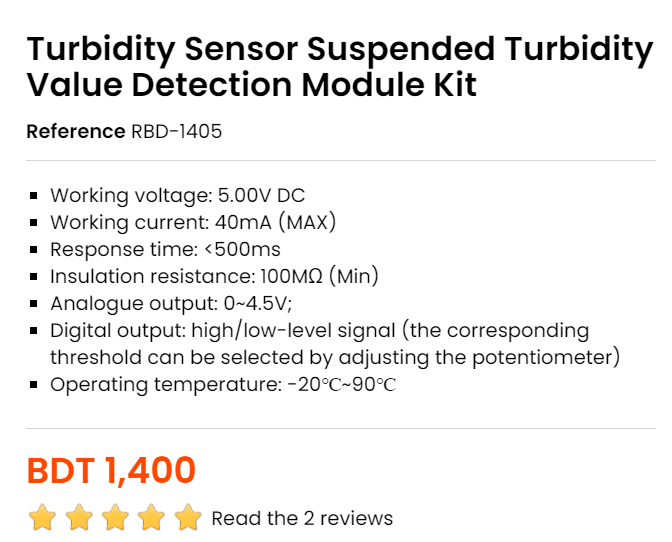 Turbidity Sensor Suspended Turbidity
Value Detection Module Kit
Reference RBD-1405
Working voltage: 5.00V DC
Working current: 40mA (MAX)
Response time: <500ms
Insulation resistance: 100MΩ (Min)
Analogue output: 0~4.5V;
Digital output: high/low-level signal (the corresponding
threshold can be selected by adjusting the potentiometer)
Operating temperature: -20℃~90℃
BDT 1,400
Read the 2 reviews